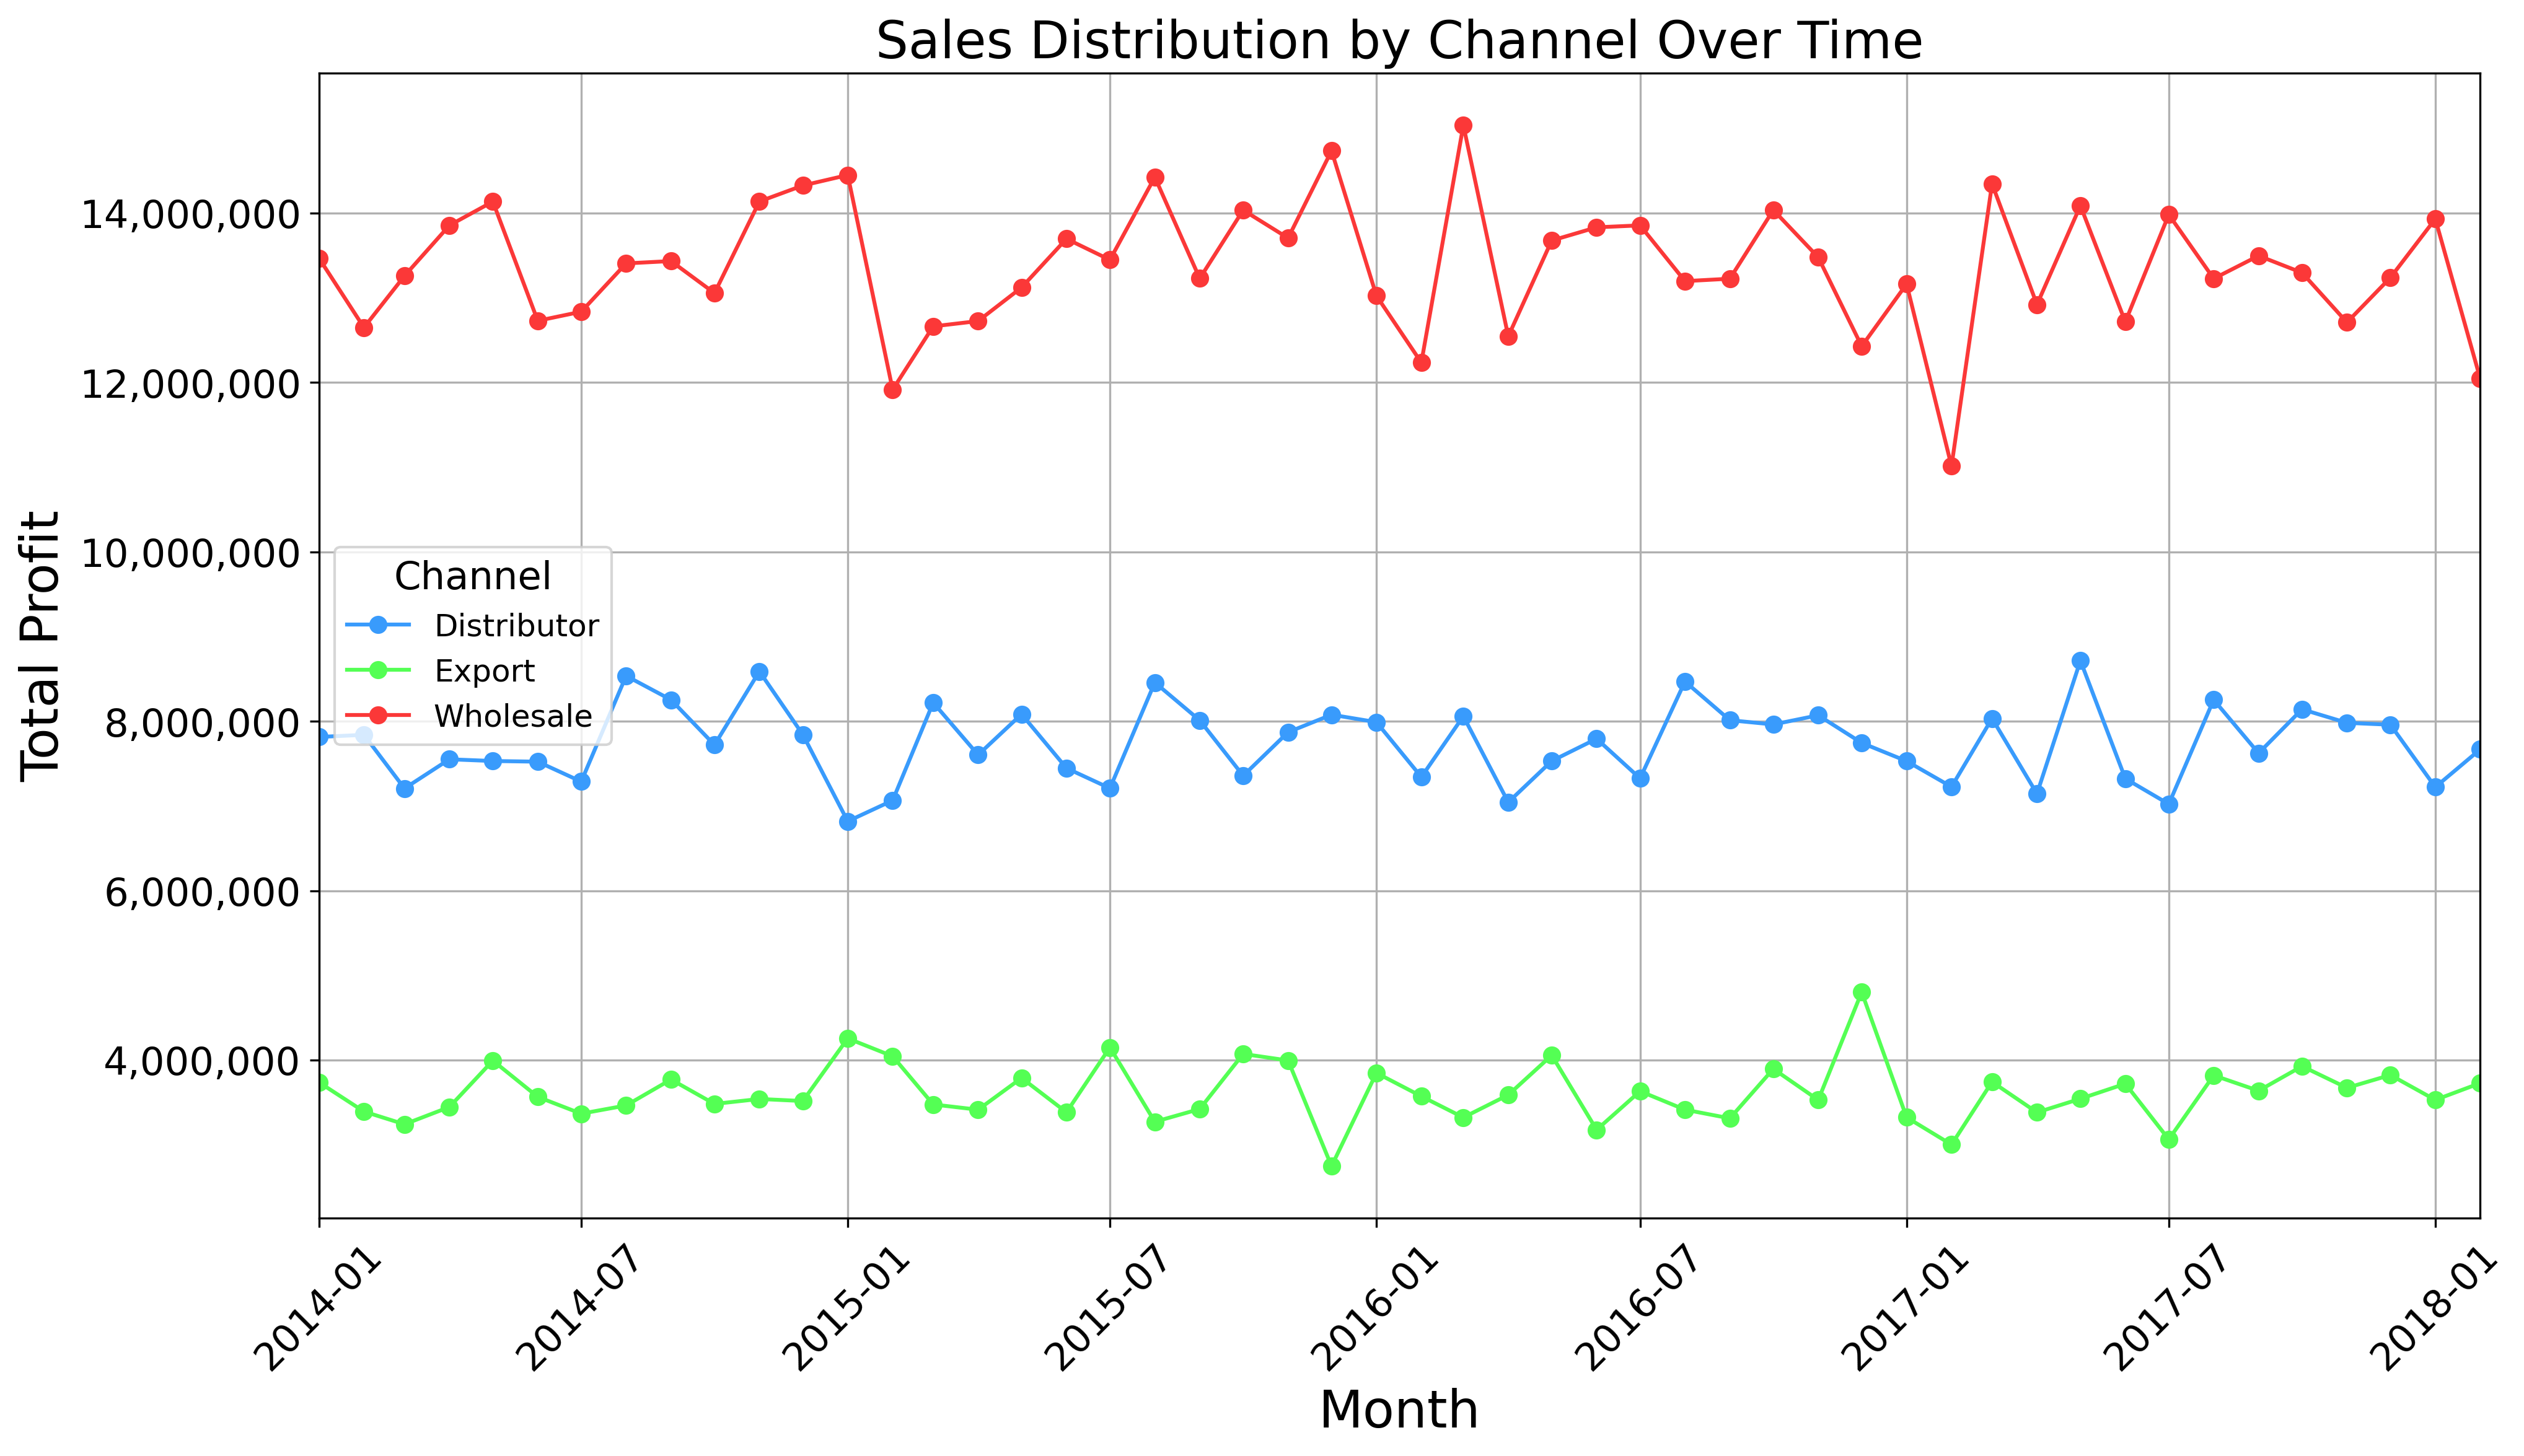 Sales Distribution by Channel Over Time
Total Profit
14,000,000
12,000,000
10,000,000
8,000,000
6,000,000
4,000,000
Channel
Distributor
Export
Wholesale
2014-01
2014-07
2015-01
2015-07
2016-01
2016-07
2017-01
2017-07
2018-01
Month